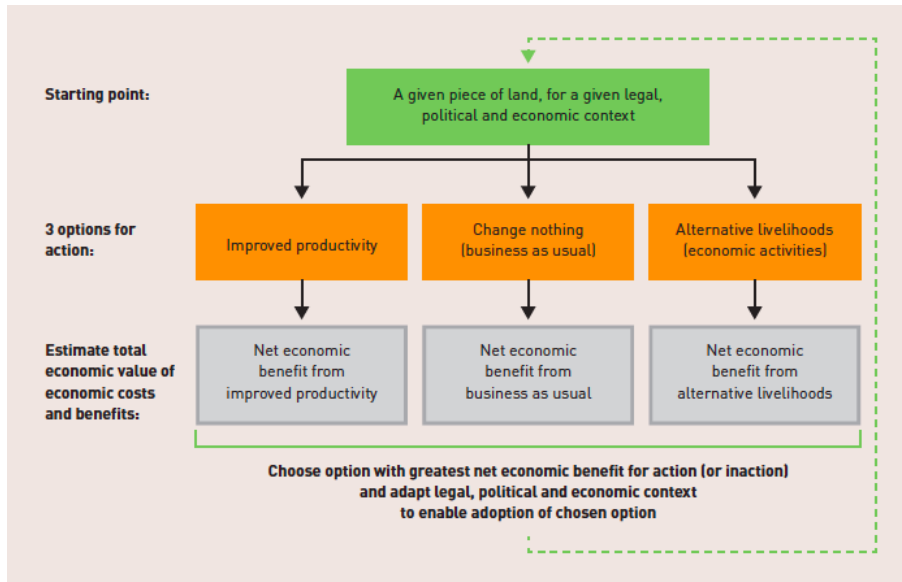 Starting point:
A given piece of land, for a given legal,
political and economic context
3 options for
action:
Improved productivity
Change nothing
(business as usual)
Alternative livelihoods
(economic activities)
Estimate total
economic value of
economic costs
and benefits:
Net economic
benefit from
improved productivity
Net economic
benefit from
business as usual
Net economic
benefit from
alternative livelihoods
Choose option with greatest net economic benefit for action (or inaction)
and adapt legal, political and economic context
to enable adoption of chosen option